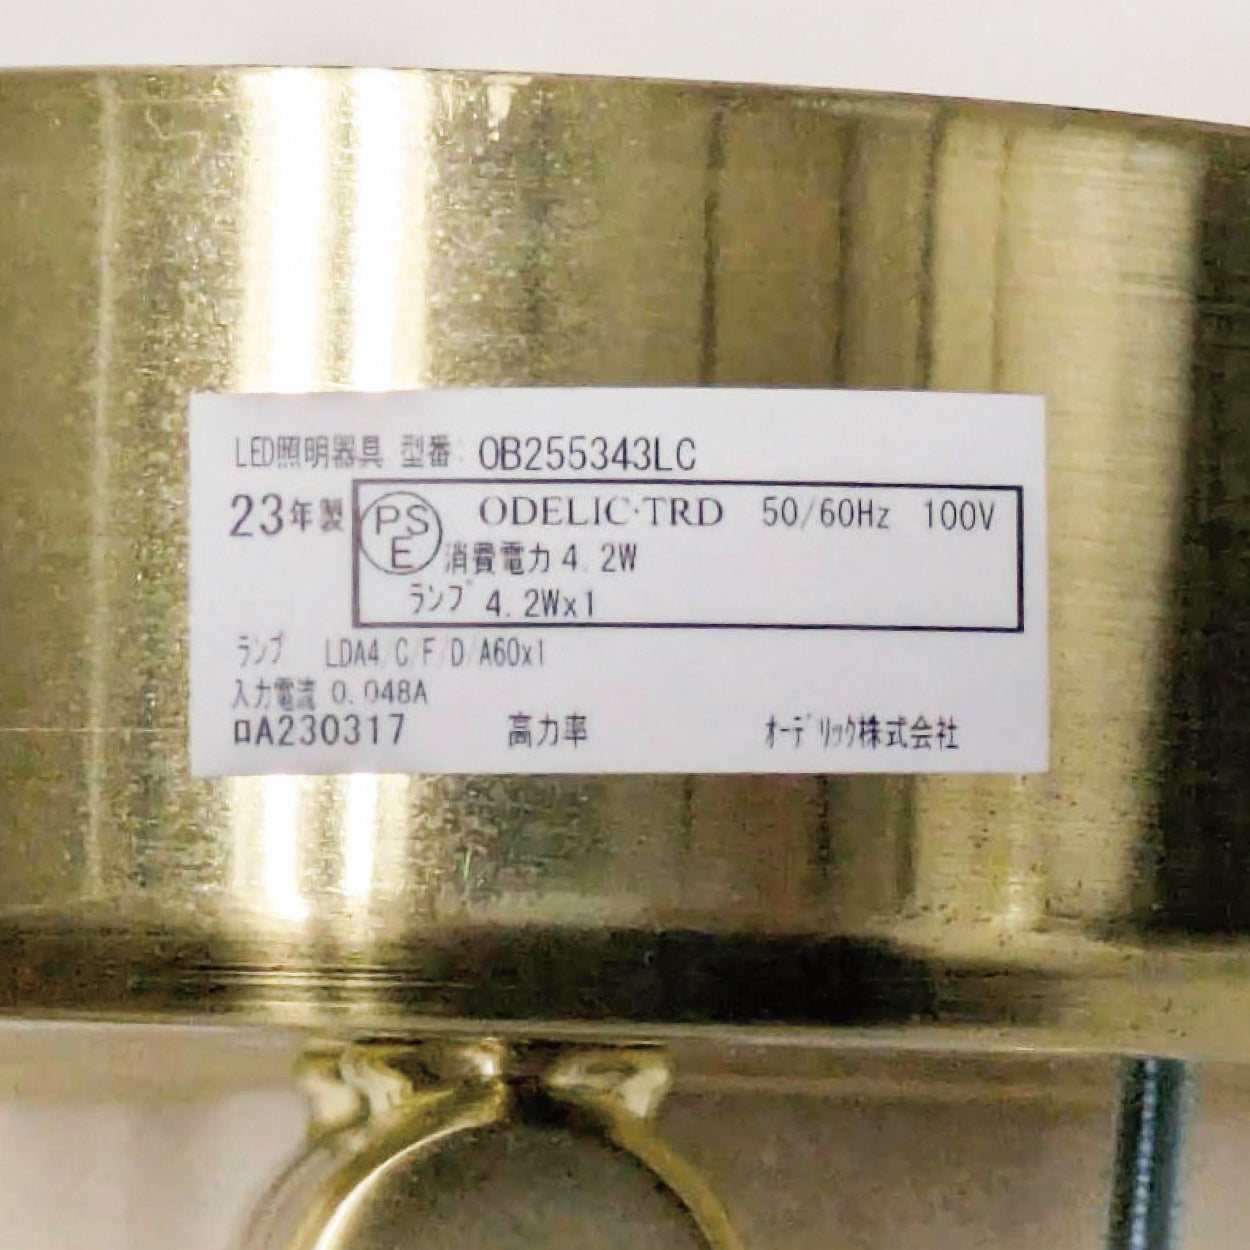 LED照明器具 型番: OB255343LC
23年製 PS E ODELIC・TRD 50/60Hz 100V
消費電力 4.2W
ランプ 4.2Wx1
ランプ LDA4/C/F/D/A60x1
入力電流 0.048A
ロA230317 高力率 オーデリック株式会社